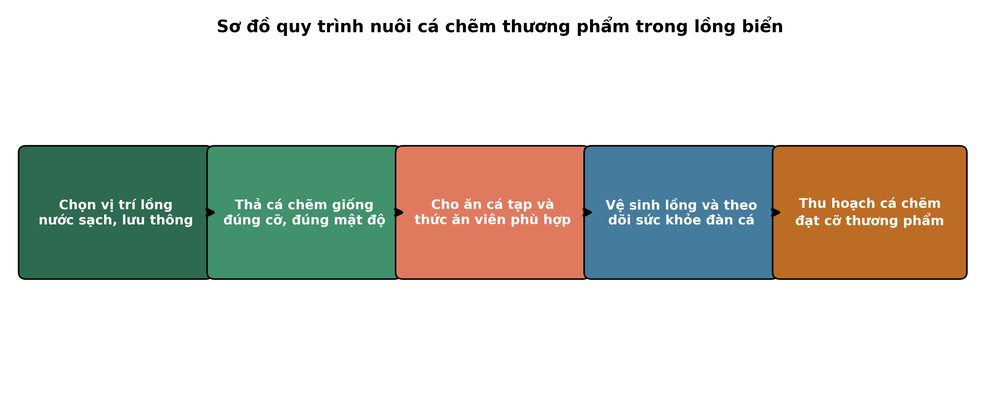 Sơ đồ quy trình nuôi cá chẽm thương phẩm trong lồng biển
Chọn vị trí lồng
nước sạch, lưu thông
Thả cá chẽm giống
đúng cỡ, đúng mật độ
Cho ăn cá tạp và
thức ăn viên phù hợp
Vệ sinh lồng và theo
dõi sức khỏe đàn cá
Thu hoạch cá chẽm
đạt cỡ thương phẩm